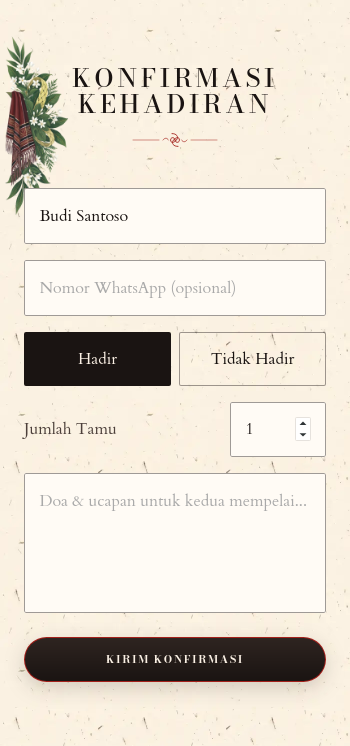 KONFIRMASI
KEHADIRAN
Budi Santoso
Nomor WhatsApp (opsional)
Hadir
Tidak Hadir
Jumlah Tamu
1
Doa & ucapan untuk kedua mempelai...
KIRIM KONFIRMASI